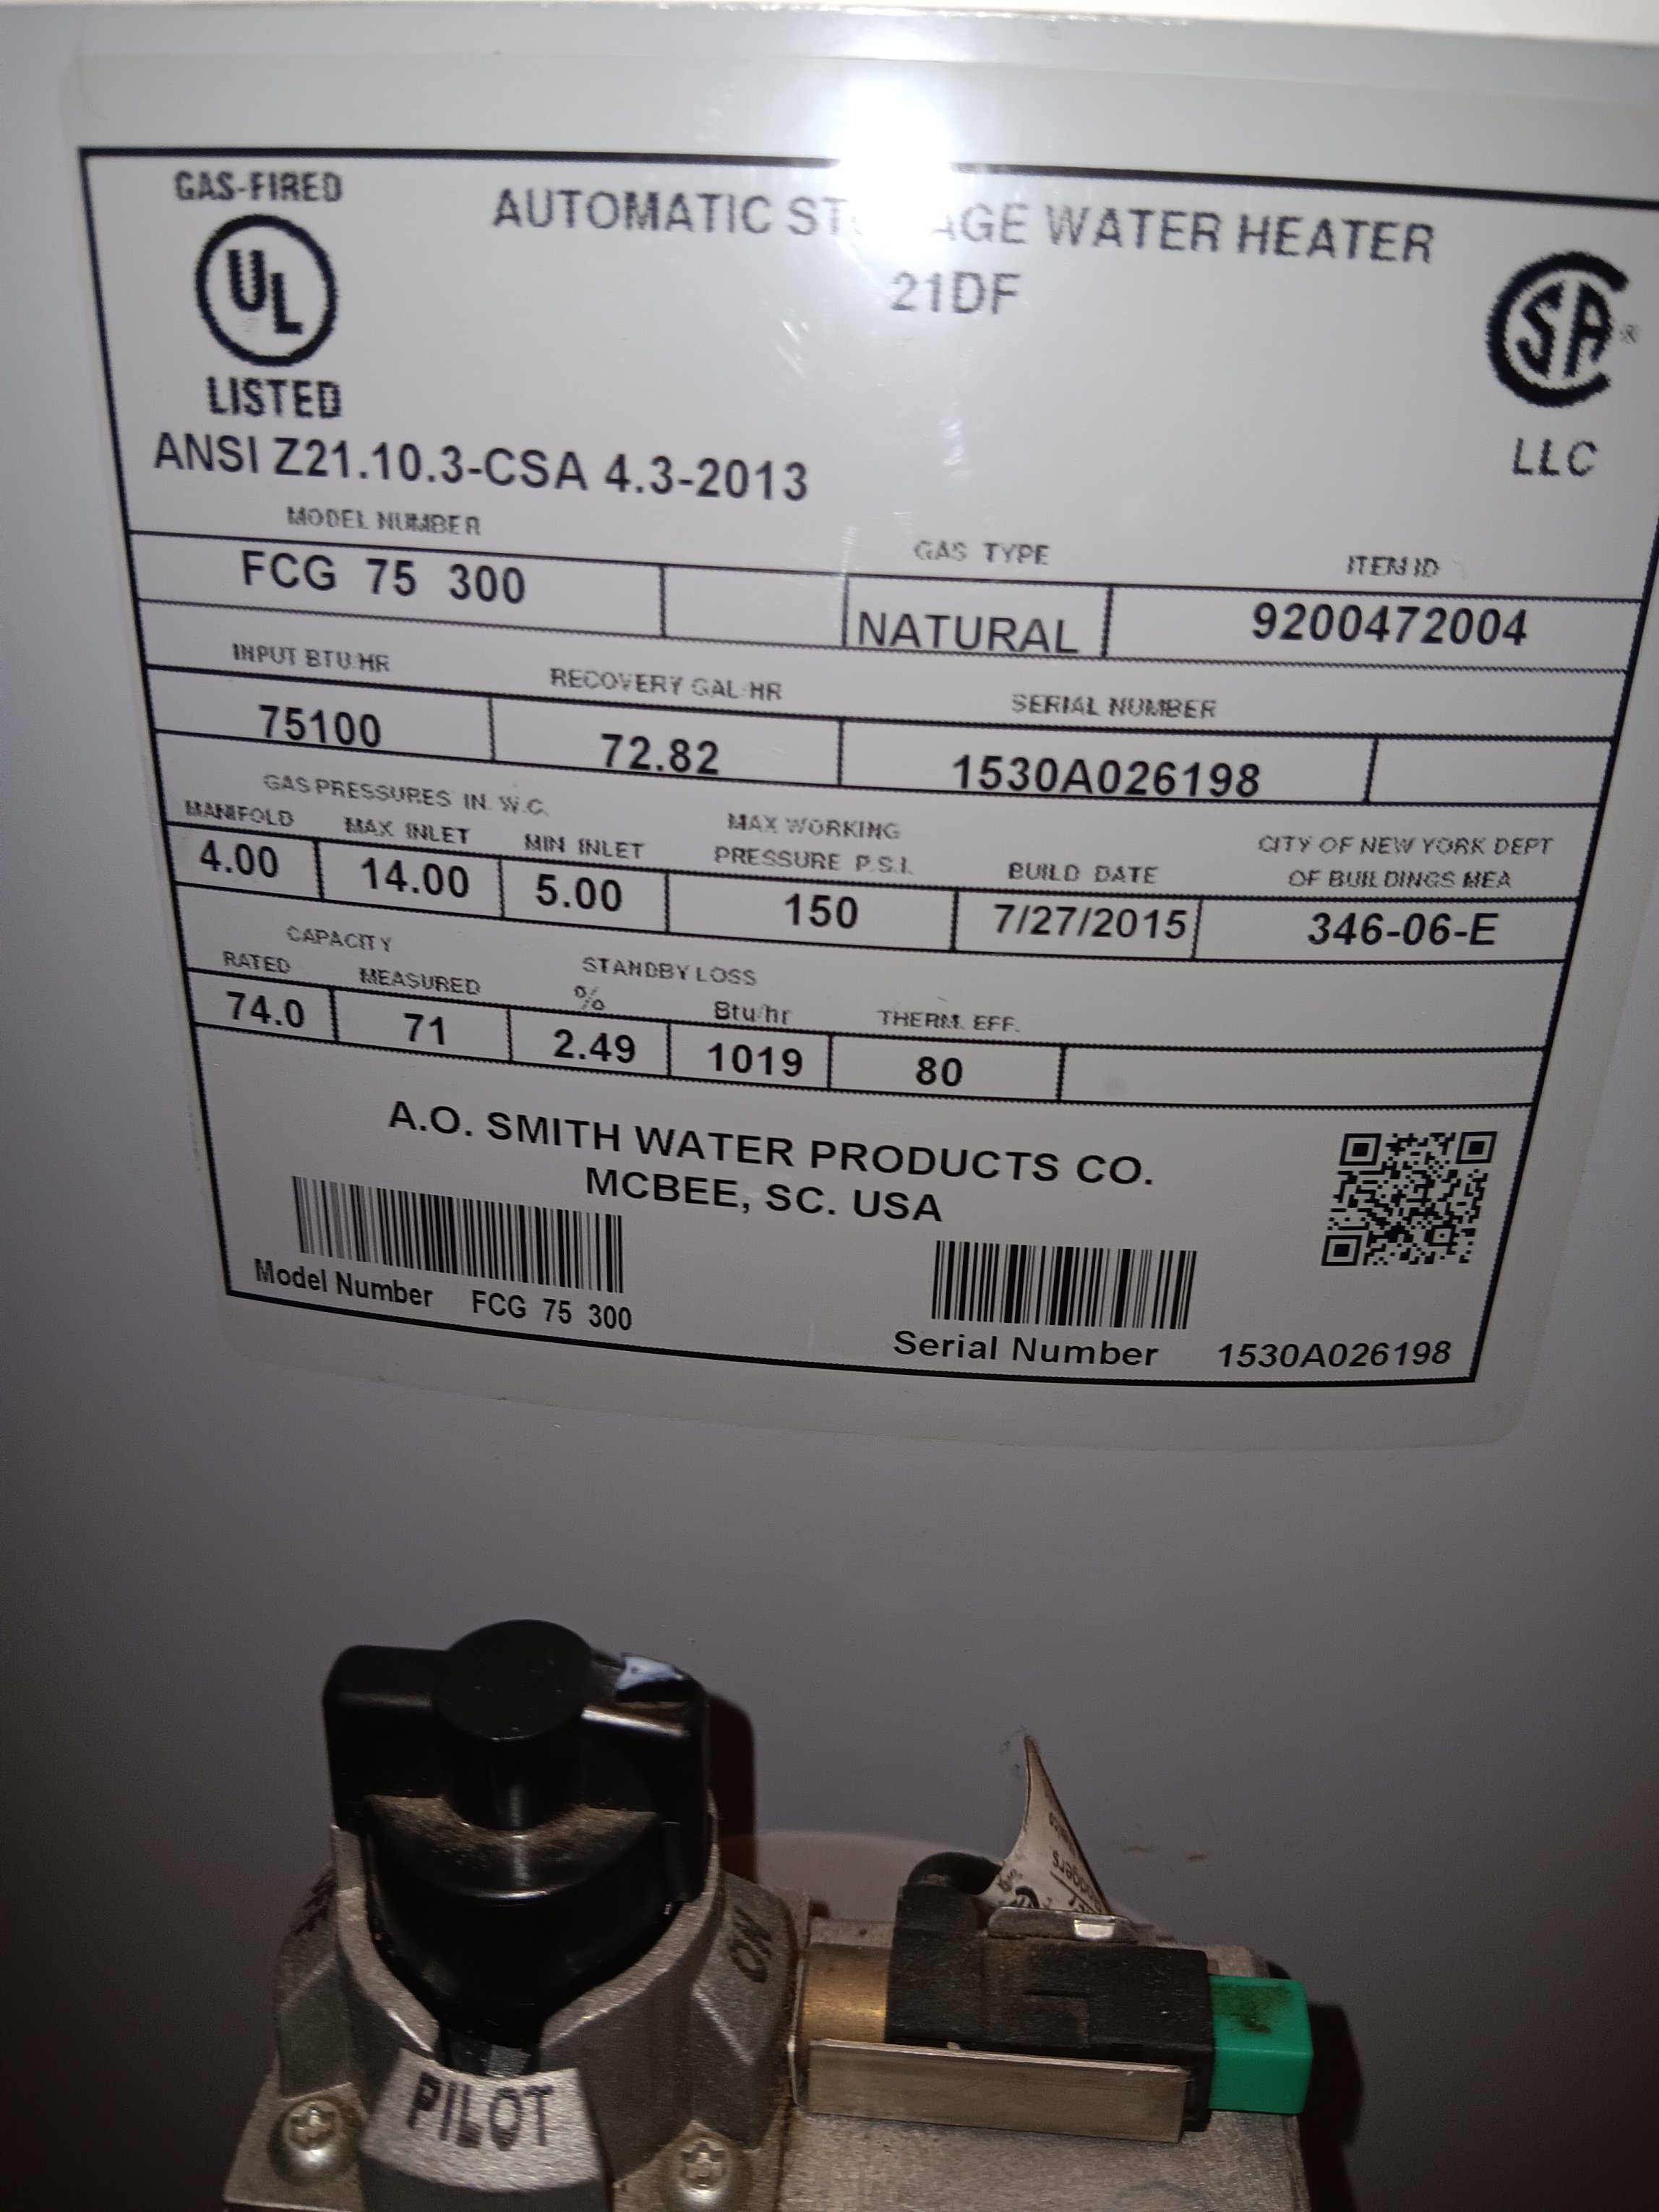 GAS-FIRED
UL
LISTED
AUTOMATIC ST AGE WATER HEATER
21DF
SA ®
LLC
ANSI Z21.10.3-CSA 4.3-2013
MODEL NUMBER GAS TYPE ITEM ID
FCG 75 300 NATURAL 9200472004
INPUT BTU/HR RECOVERY GAL/HR SERIAL NUMBER
75100 72.82 1530A026198
GAS PRESSURES IN. W.C.
MANIFOLD MAX INLET MIN INLET MAX WORKING PRESSURE P.S.I. BUILD DATE CITY OF NEW YORK DEPT OF BUILDINGS MEA
4.00 14.00 5.00 150 7/27/2015 346-06-E
CAPACITY STANDBY LOSS
RATED MEASURED % Btu/hr THERM. EFF.
74.0 71 2.49 1019 80
A.O. SMITH WATER PRODUCTS CO.
MCBEE, SC. USA
Model Number FCG 75 300
Serial Number 1530A026198
ON
PILOT